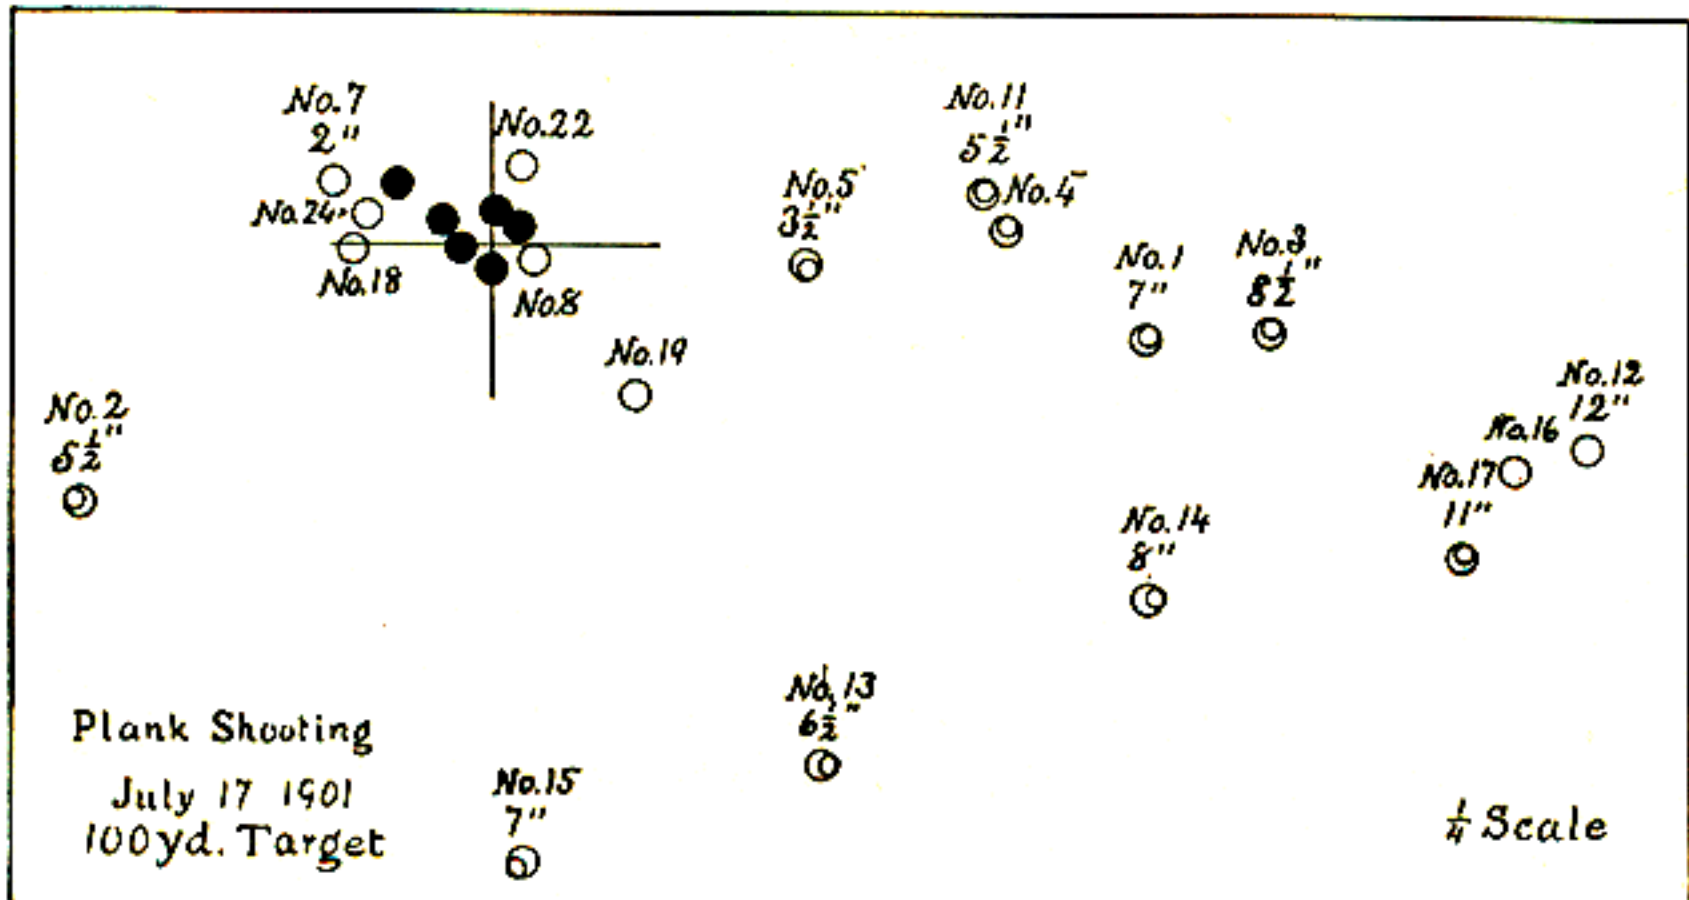 No. 7
2"
No. 22
No. 24
No. 18
No. 8
No. 19
No. 5
3½"
No. 11
5½"
No. 4
No. 1
7"
No. 3
8½"
No. 12
12"
No. 16
No. 17
11"
No. 2
5½"
No. 14
8"
No. 13
6½"
No. 15
7"
Plank Shooting
July 17 1901
100 yd. Target
¼ Scale